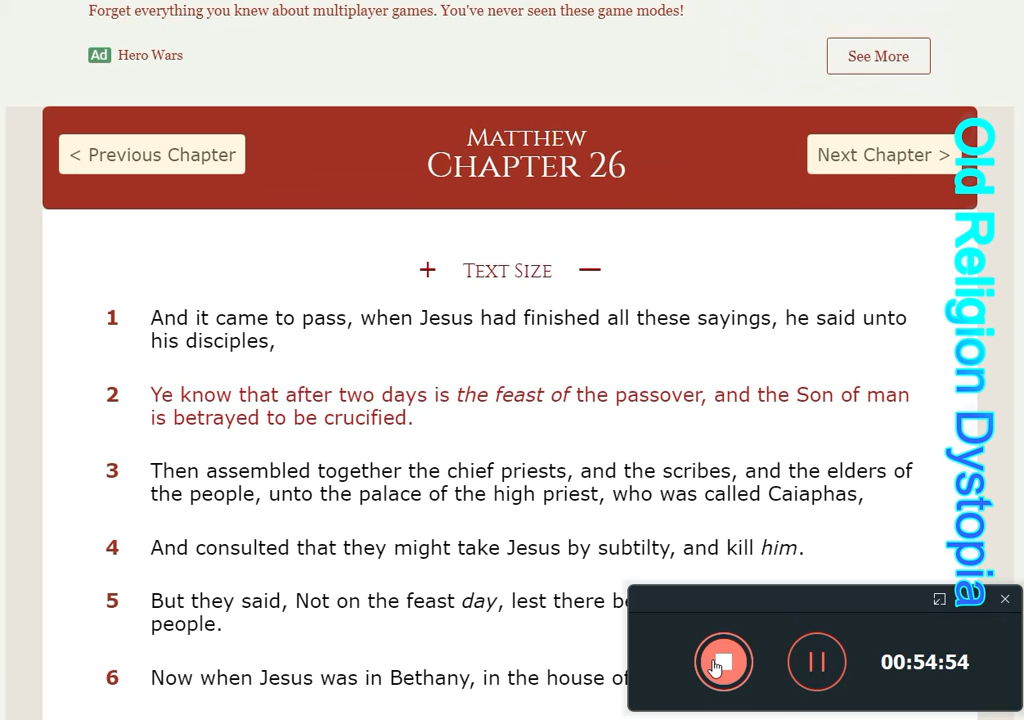 Forget everything you knew about multiplayer games. You've never seen these game modes!
Ad Hero Wars
See More
< Previous Chapter
Matthew
Chapter 26
Next Chapter >
+ Text Size −
1 And it came to pass, when Jesus had finished all these sayings, he said unto
his disciples,
2 Ye know that after two days is the feast of the passover, and the Son of man
is betrayed to be crucified.
3 Then assembled together the chief priests, and the scribes, and the elders of
the people, unto the palace of the high priest, who was called Caiaphas,
4 And consulted that they might take Jesus by subtilty, and kill him.
5 But they said, Not on the feast day, lest there
people.
6 Now when Jesus was in Bethany, in the house
Old Religion Dystopia
00:54:54